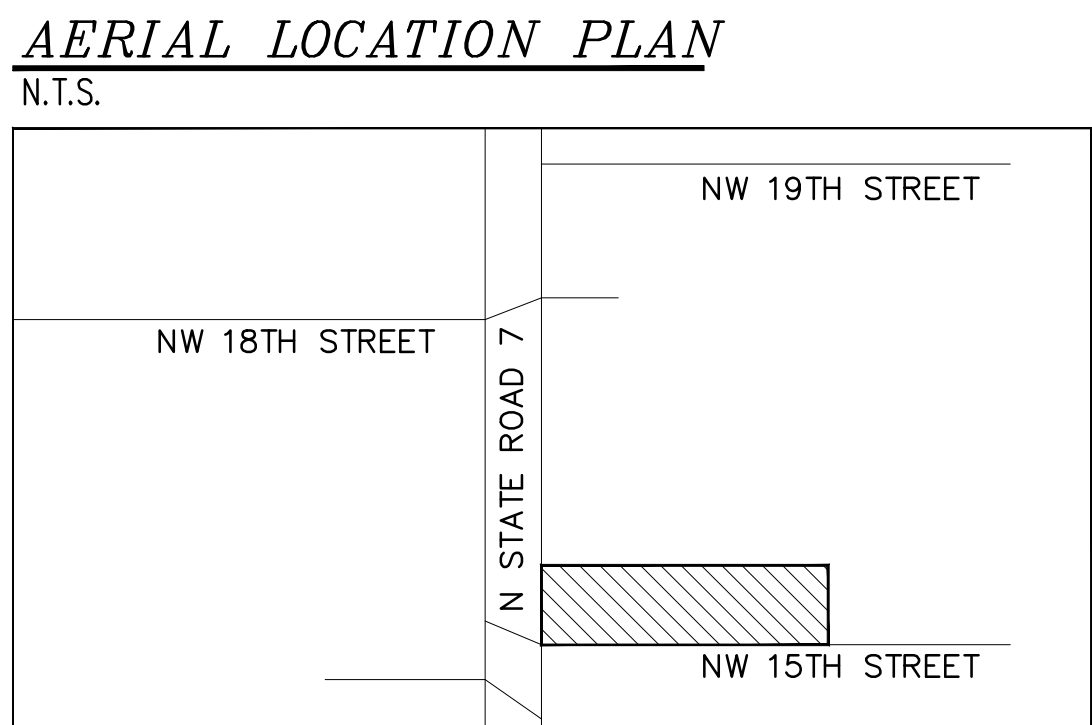 AERIAL LOCATION PLAN
N.T.S.
NW 19TH STREET
NW 18TH STREET
N STATE ROAD 7
NW 15TH STREET